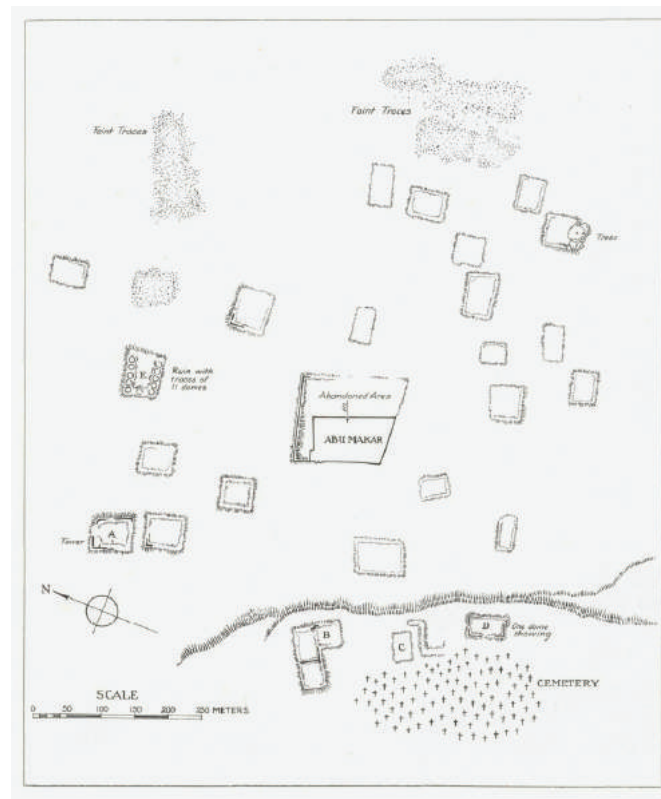 Faint Traces
Faint Traces
Trees
E
Ruin with
traces of
11 domes
Abandoned Area
ABU MAKAR
Tower
A
N
B
C
D
One dome
showing
CEMETERY
SCALE
0 50 100 150 200 250 METERS